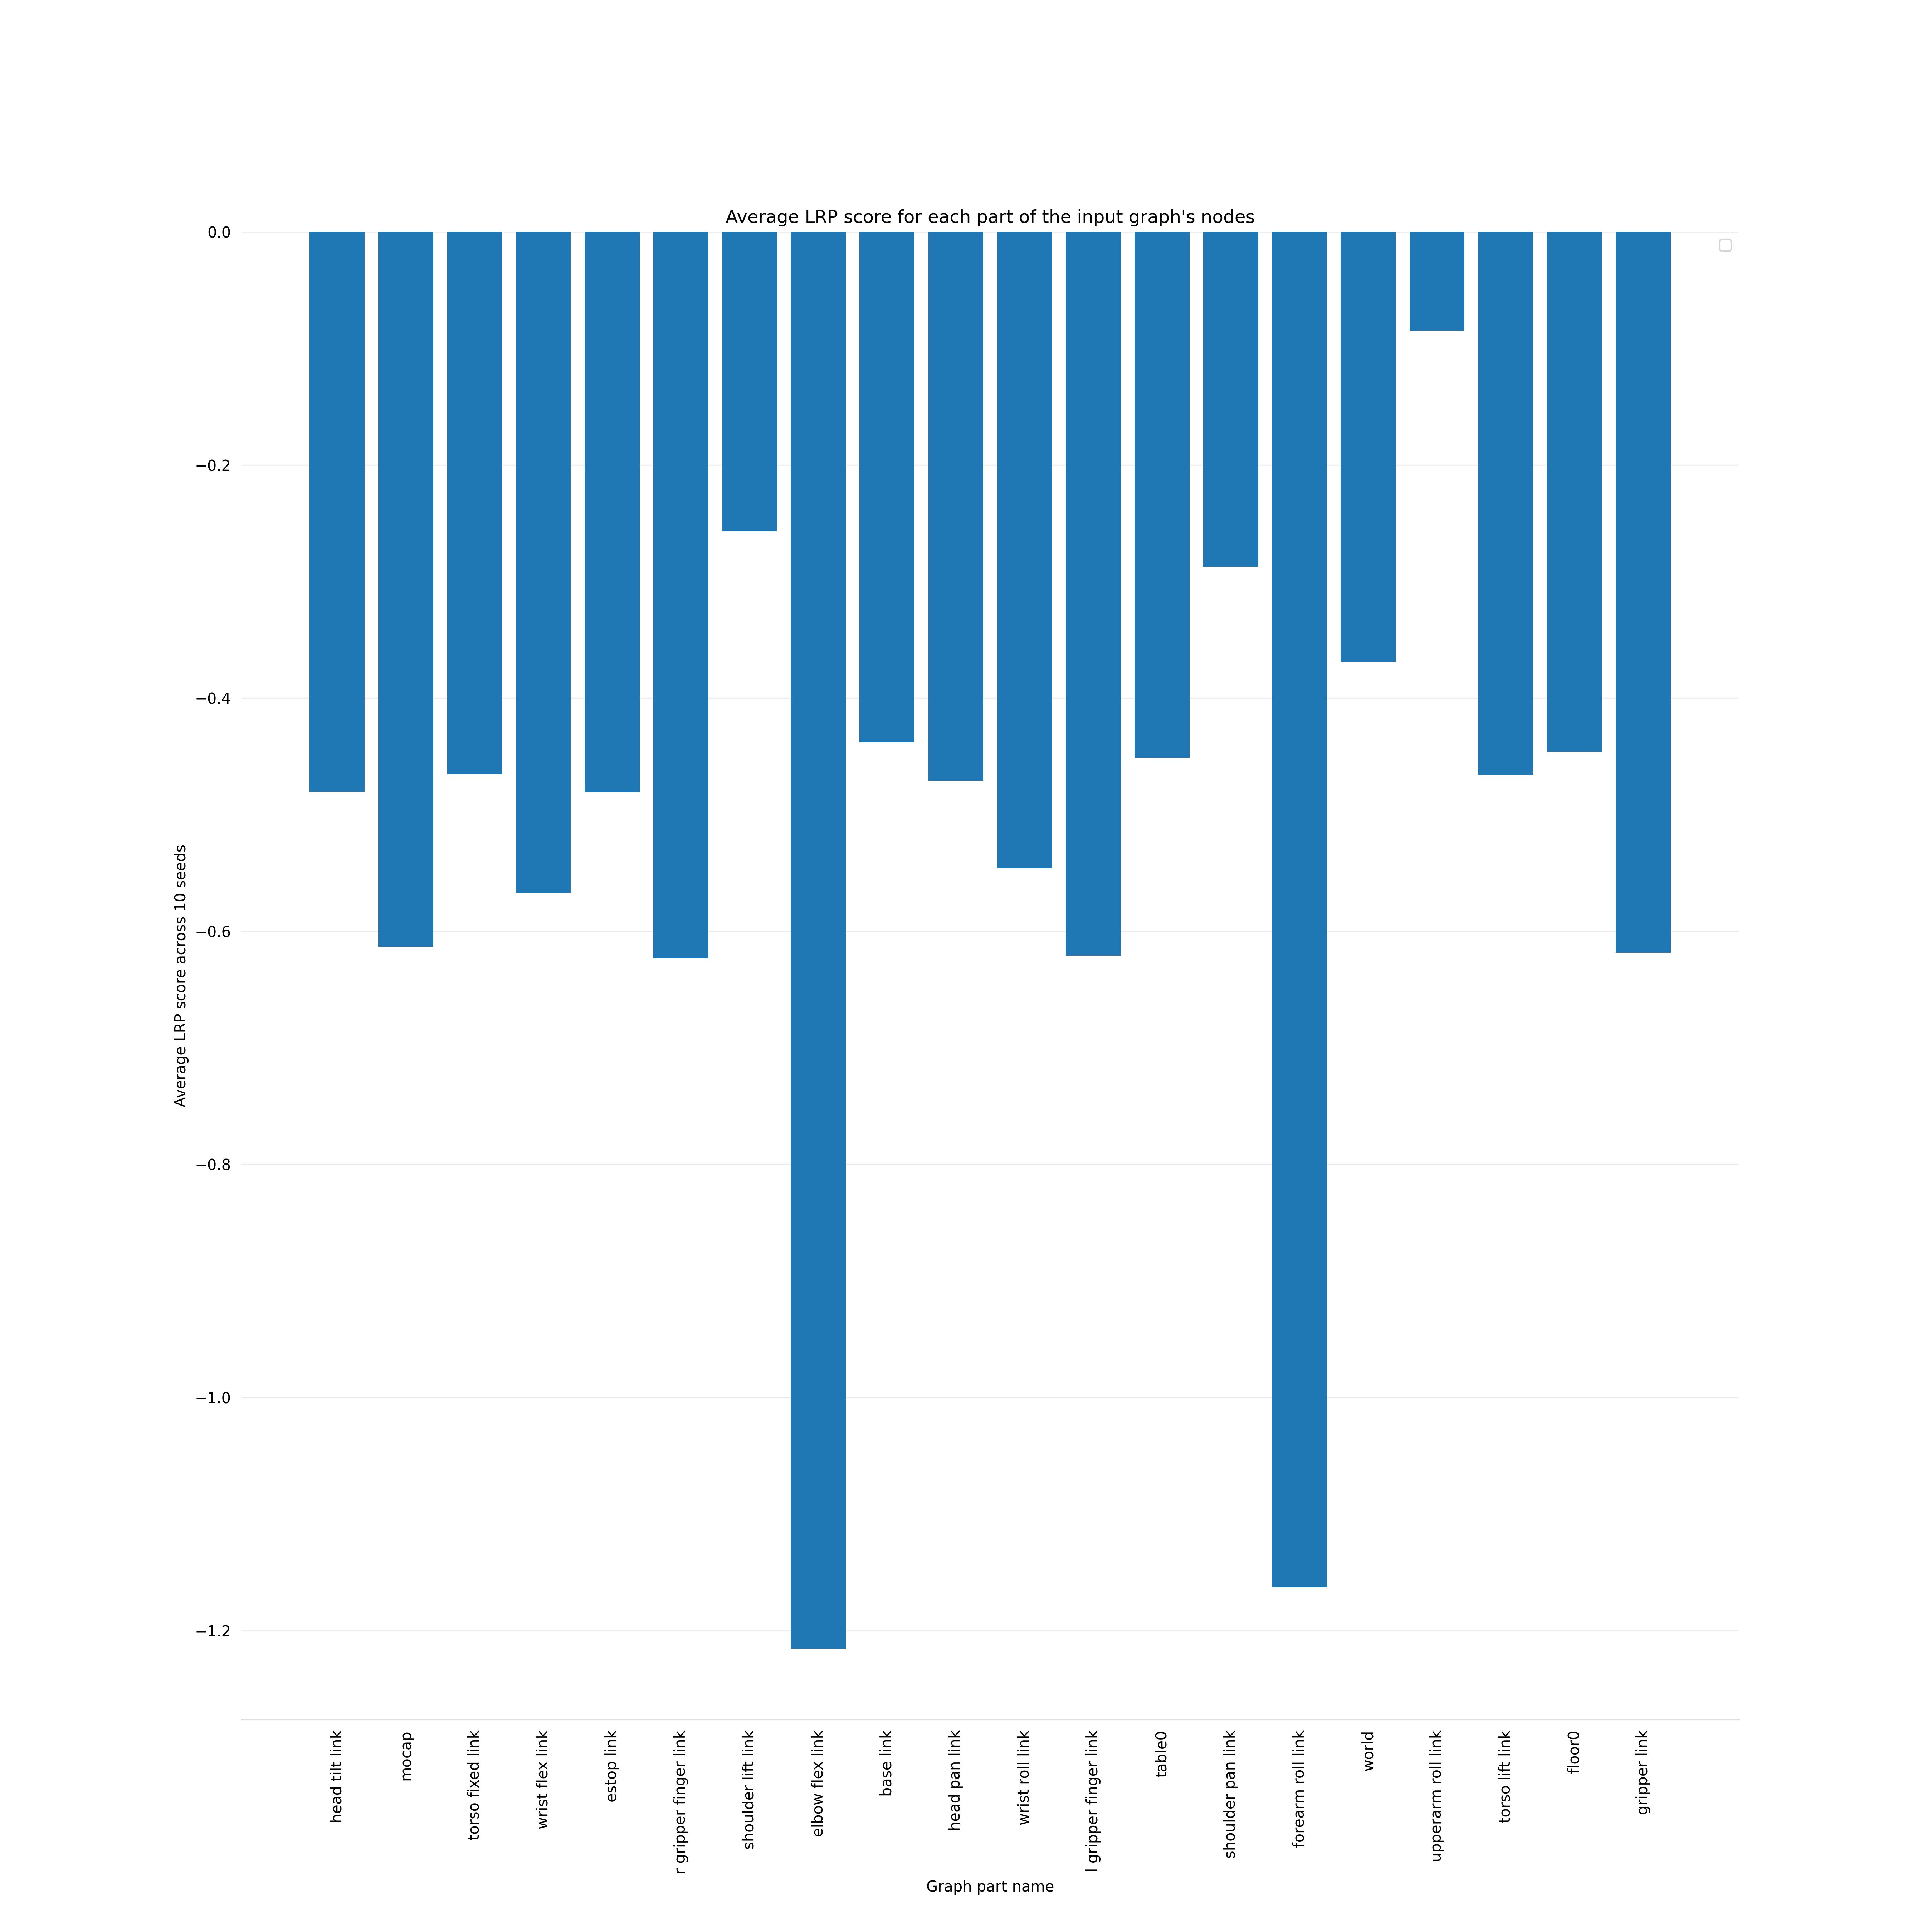 Average LRP score for each part of the input graph's nodes
0.0
−0.2
−0.4
−0.6
−0.8
−1.0
−1.2
Average LRP score across 10 seeds
head tilt link
mocap
torso fixed link
wrist flex link
estop link
r gripper finger link
shoulder lift link
elbow flex link
base link
head pan link
wrist roll link
l gripper finger link
table0
shoulder pan link
forearm roll link
world
upperarm roll link
torso lift link
floor0
gripper link
Graph part name